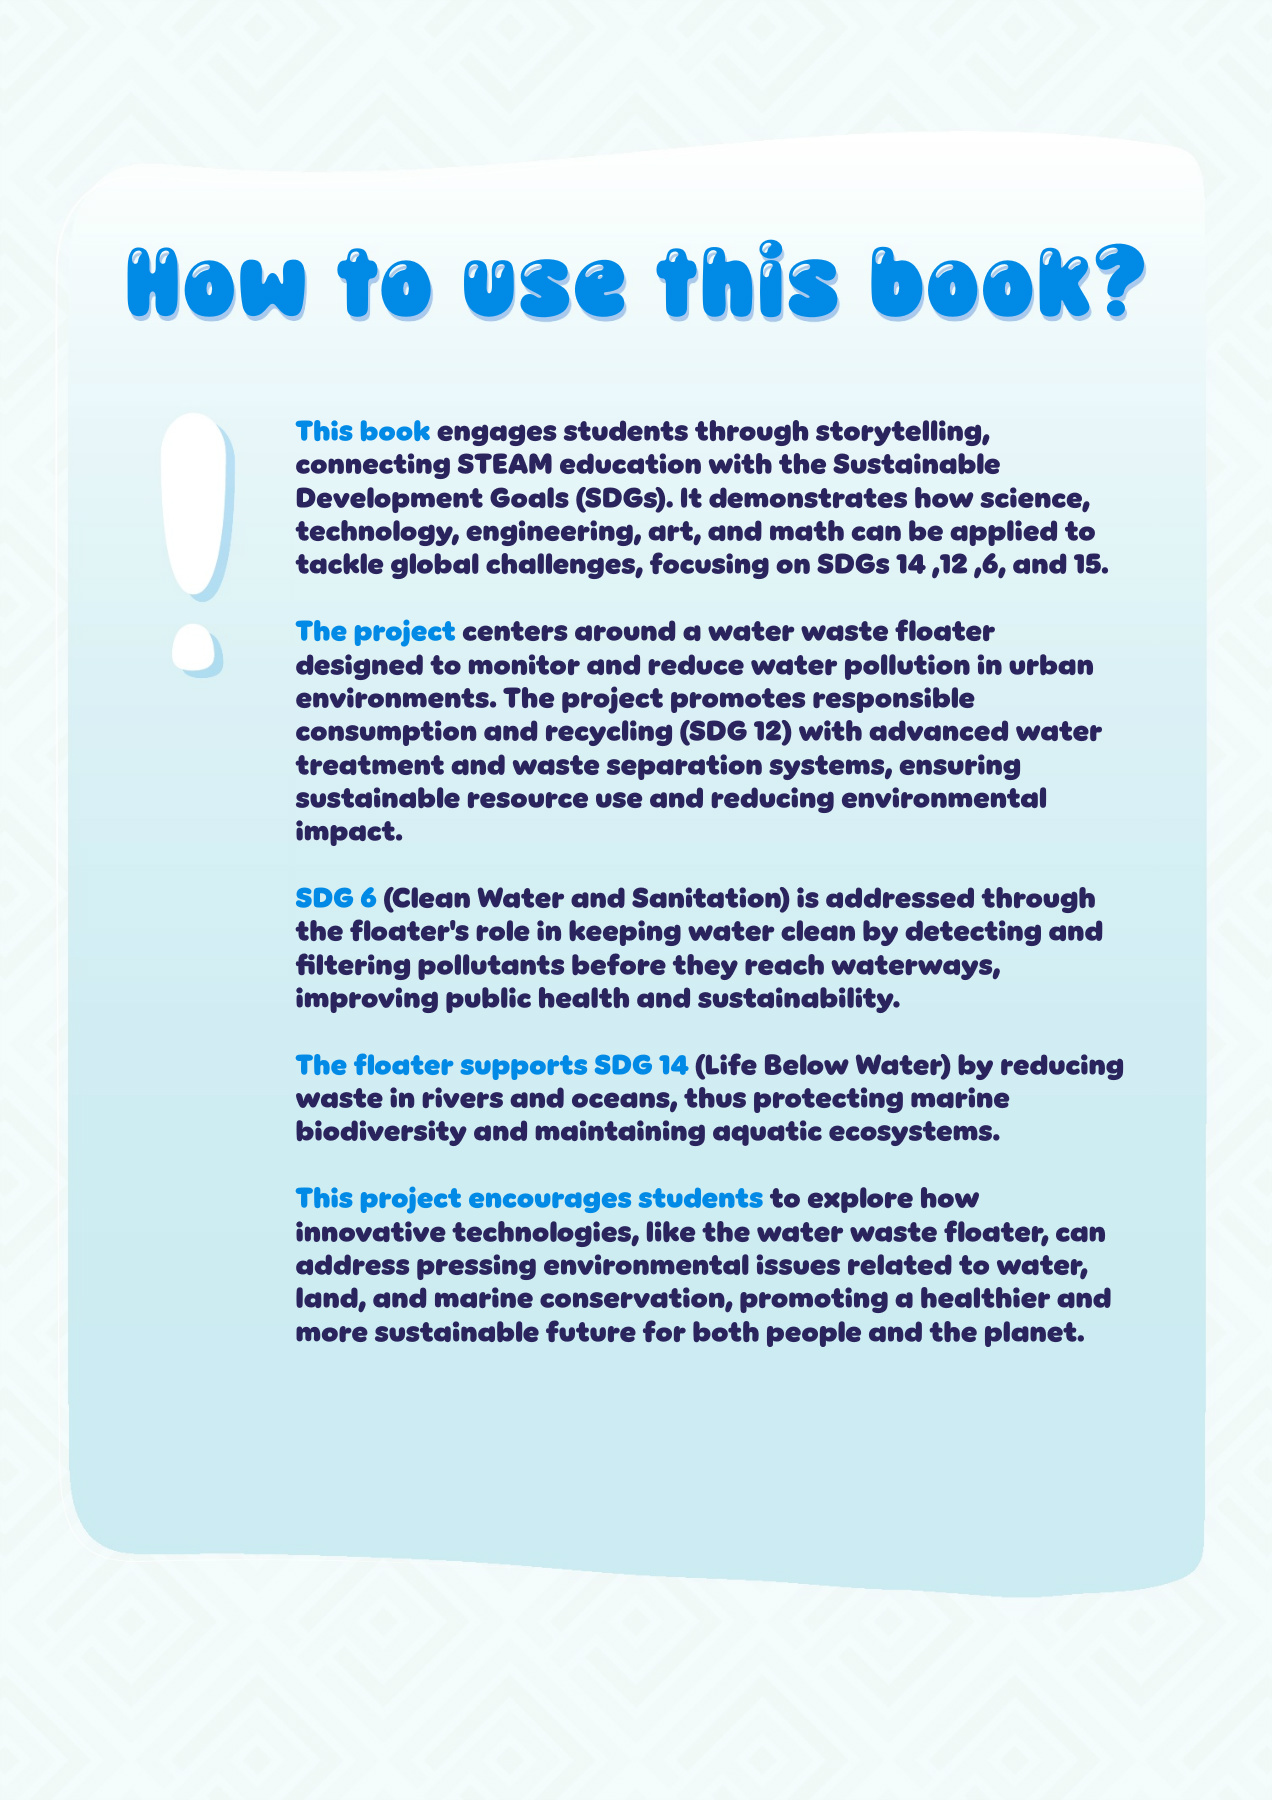 How to use this book?
This book engages students through storytelling,
connecting STEAM education with the Sustainable
Development Goals (SDGs). It demonstrates how science,
technology, engineering, art, and math can be applied to
tackle global challenges, focusing on SDGs 14 ,12 ,6, and 15.
The project centers around a water waste floater
designed to monitor and reduce water pollution in urban
environments. The project promotes responsible
consumption and recycling (SDG 12) with advanced water
treatment and waste separation systems, ensuring
sustainable resource use and reducing environmental
impact.
SDG 6 (Clean Water and Sanitation) is addressed through
the floater's role in keeping water clean by detecting and
filtering pollutants before they reach waterways,
improving public health and sustainability.
The floater supports SDG 14 (Life Below Water) by reducing
waste in rivers and oceans, thus protecting marine
biodiversity and maintaining aquatic ecosystems.
This project encourages students to explore how
innovative technologies, like the water waste floater, can
address pressing environmental issues related to water,
land, and marine conservation, promoting a healthier and
more sustainable future for both people and the planet.